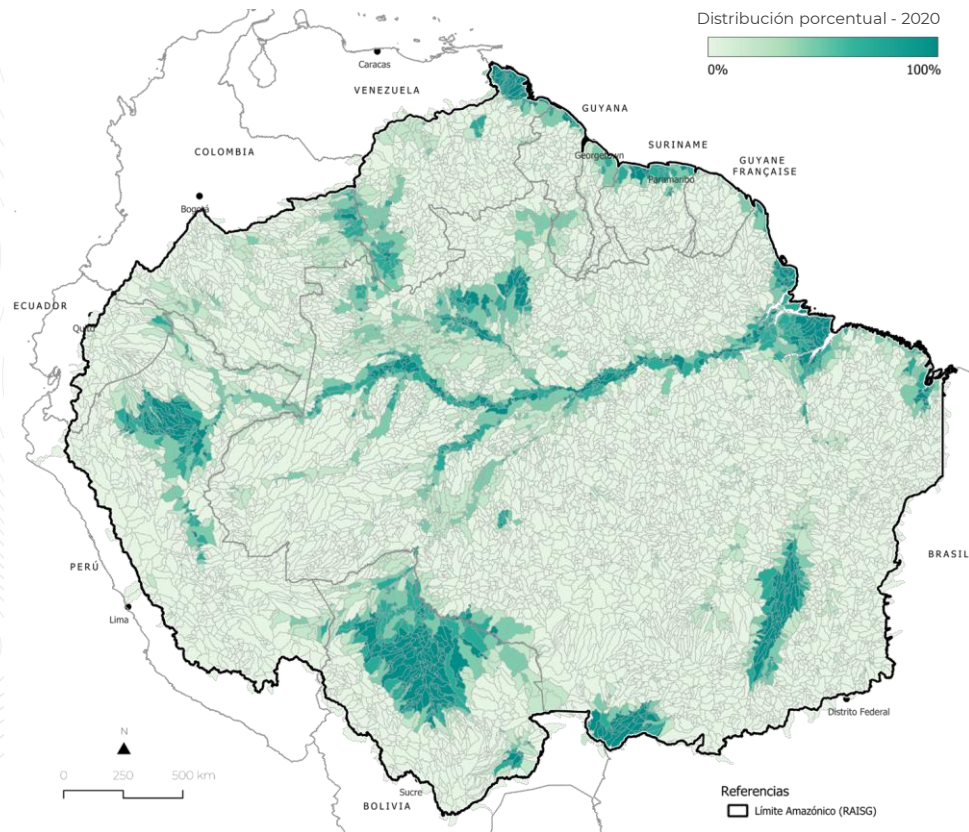 Distribución porcentual - 2020
0%
100%
Caracas
VENEZUELA
GUYANA
COLOMBIA
Georgetown
SURINAME
Paramaribo
GUYANE
FRANÇAISE
Bogotá
ECUADOR
Quito
PERÚ
BRASIL
Lima
Distrito Federal
N
0
250
500 km
Sucre
BOLIVIA
Referencias
Límite Amazónico (RAISG)